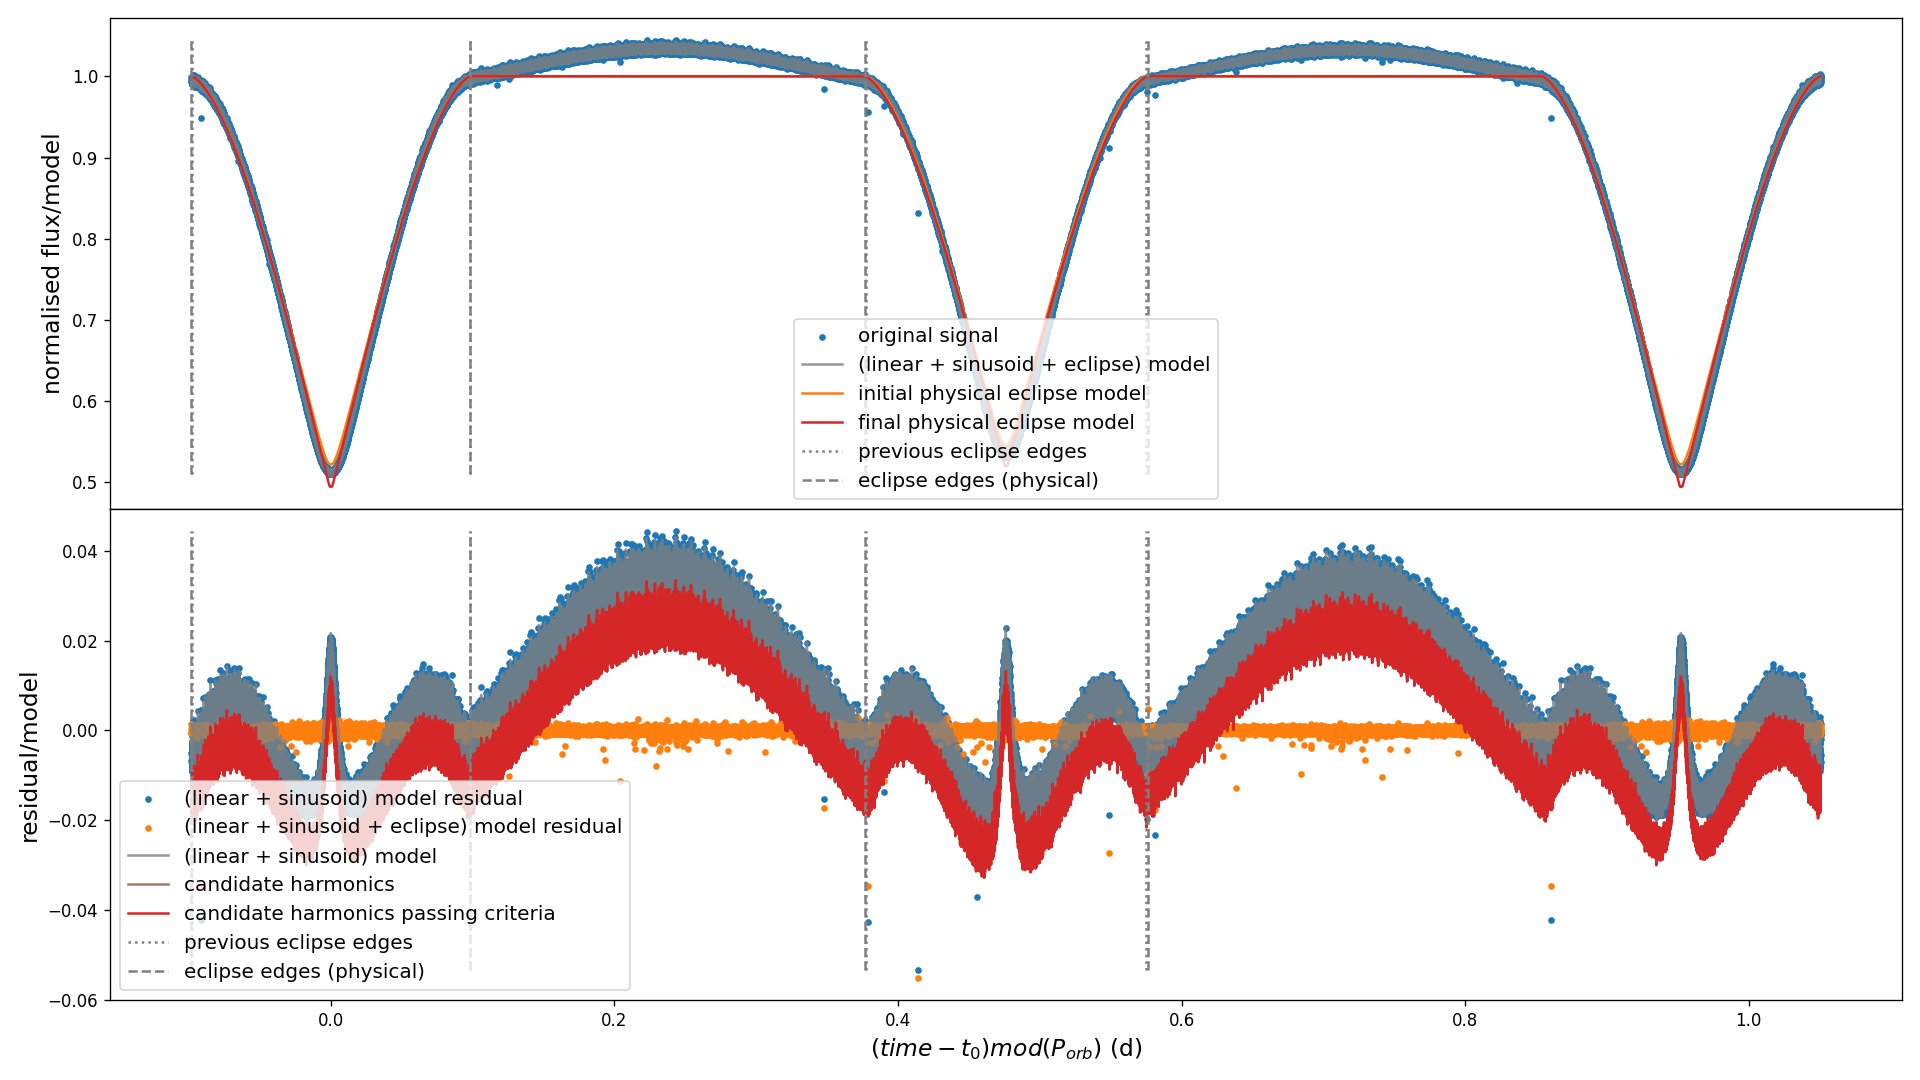 normalised flux/model
1.0
0.9
0.8
0.7
0.6
0.5
original signal
(linear + sinusoid + eclipse) model
initial physical eclipse model
final physical eclipse model
previous eclipse edges
eclipse edges (physical)
residual/model
0.04
0.02
0.00
−0.02
−0.04
−0.06
(linear + sinusoid) model residual
(linear + sinusoid + eclipse) model residual
(linear + sinusoid) model
candidate harmonics
candidate harmonics passing criteria
previous eclipse edges
eclipse edges (physical)
0.0 0.2 0.4 0.6 0.8 1.0
(time − t₀)mod(P_orb) (d)